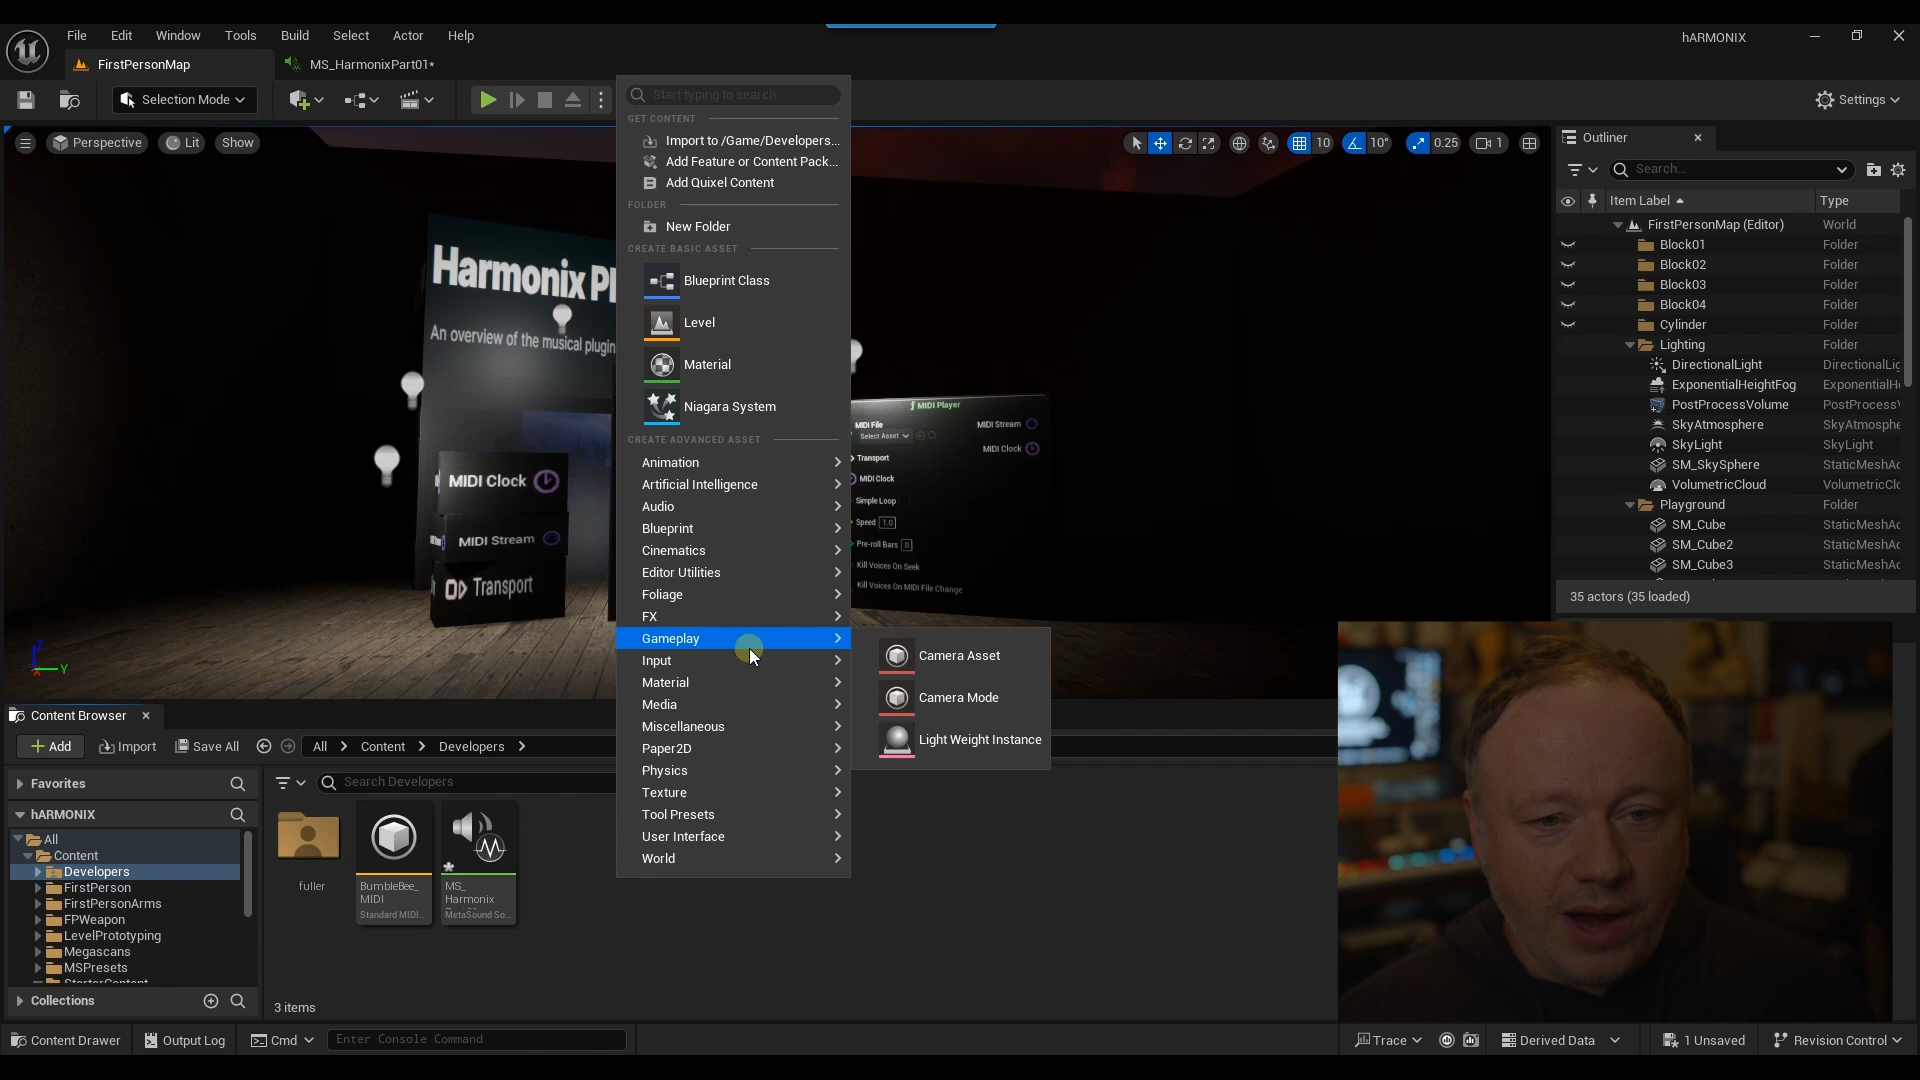 File Edit Window Tools Build Select Actor Help
hARMONIX
FirstPersonMap
MS_HarmonixPart01*
Selection Mode
Settings
Start typing to search
GET CONTENT
Import to /Game/Developers...
Add Feature or Content Pack...
Add Quixel Content
FOLDER
New Folder
CREATE BASIC ASSET
Blueprint Class
Level
Material
Niagara System
CREATE ADVANCED ASSET
Animation
Artificial Intelligence
Audio
Blueprint
Cinematics
Editor Utilities
Foliage
FX
Gameplay
Input
Material
Media
Miscellaneous
Paper2D
Physics
Texture
Tool Presets
User Interface
World
Camera Asset
Camera Mode
Light Weight Instance
Perspective Lit Show
10 10° 0.25 1
Harmonix Pl
An overview of the musical plugin
MIDI Clock
MIDI Stream
Transport
MIDI Player
MIDI File
Select Asset
MIDI Stream
MIDI Clock
Transport
MIDI Clock
Simple Loop
Speed 1.0
Pre-roll Bars 8
Kill Voices On Seek
Kill Voices On MIDI File Change
Z
Y
X
Outliner
Search...
Item Label Type
FirstPersonMap (Editor) World
Block01 Folder
Block02 Folder
Block03 Folder
Block04 Folder
Cylinder Folder
Lighting Folder
DirectionalLight DirectionalLig
ExponentialHeightFog ExponentialH
PostProcessVolume PostProcessV
SkyAtmosphere SkyAtmosphe
SkyLight SkyLight
SM_SkySphere StaticMeshAc
VolumetricCloud VolumetricClo
Playground Folder
SM_Cube StaticMeshAc
SM_Cube2 StaticMeshAc
SM_Cube3 StaticMeshAc
35 actors (35 loaded)
Content Browser
Add Import Save All All Content Developers
Favorites
hARMONIX
All
Content
Developers
FirstPerson
FirstPersonArms
FPWeapon
LevelPrototyping
Megascans
MSPresets
StarterContent
Collections
Search Developers
fuller
BumbleBee_
MIDI
Standard MIDI...
MS_
Harmonix
MetaSound So...
3 items
Content Drawer Output Log Cmd Enter Console Command
Trace Derived Data 1 Unsaved Revision Control